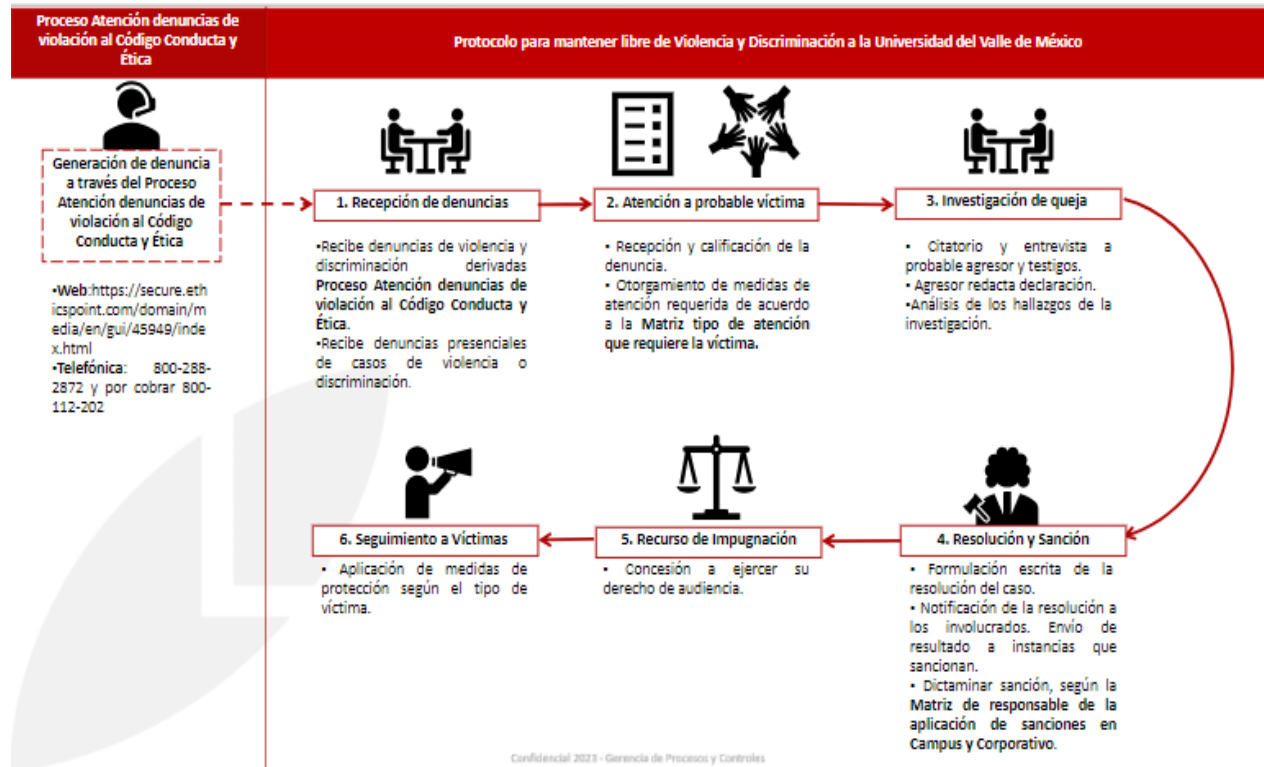 Proceso Atención denuncias de
violación al Código Conducta y
Ética
Protocolo para mantener libre de Violencia y Discriminación a la Universidad del Valle de México
Generación de denuncia
a través del Proceso
Atención denuncias de
violación al Código
Conducta y Ética
•Web:https://secure.eth
icspoint.com/domain/m
edia/en/gui/45949/inde
x.html
•Telefónica: 800-288-
2872 y por cobrar 800-
112-202
1. Recepción de denuncias
•Recibe denuncias de violencia y
discriminación derivadas
Proceso Atención denuncias de
violación al Código Conducta y
Ética.
•Recibe denuncias presenciales
de casos de violencia o
discriminación.
2. Atención a probable víctima
• Recepción y calificación de la
denuncia.
• Otorgamiento de medidas de
atención requerida de acuerdo
a la Matriz tipo de atención
que requiere la víctima.
3. Investigación de queja
• Citatorio y entrevista a
probable agresor y testigos.
• Agresor redacta declaración.
•Análisis de los hallazgos de la
investigación.
4. Resolución y Sanción
• Formulación escrita de la
resolución del caso.
• Notificación de la resolución a
los involucrados. Envío de
resultado a instancias que
sancionan.
• Dictaminar sanción, según la
Matriz de responsable de la
aplicación de sanciones en
Campus y Corporativo.
5. Recurso de Impugnación
• Concesión a ejercer su
derecho de audiencia.
6. Seguimiento a Víctimas
• Aplicación de medidas de
protección según el tipo de
víctima.
Confidencial 2023 - Gerencia de Procesos y Controles